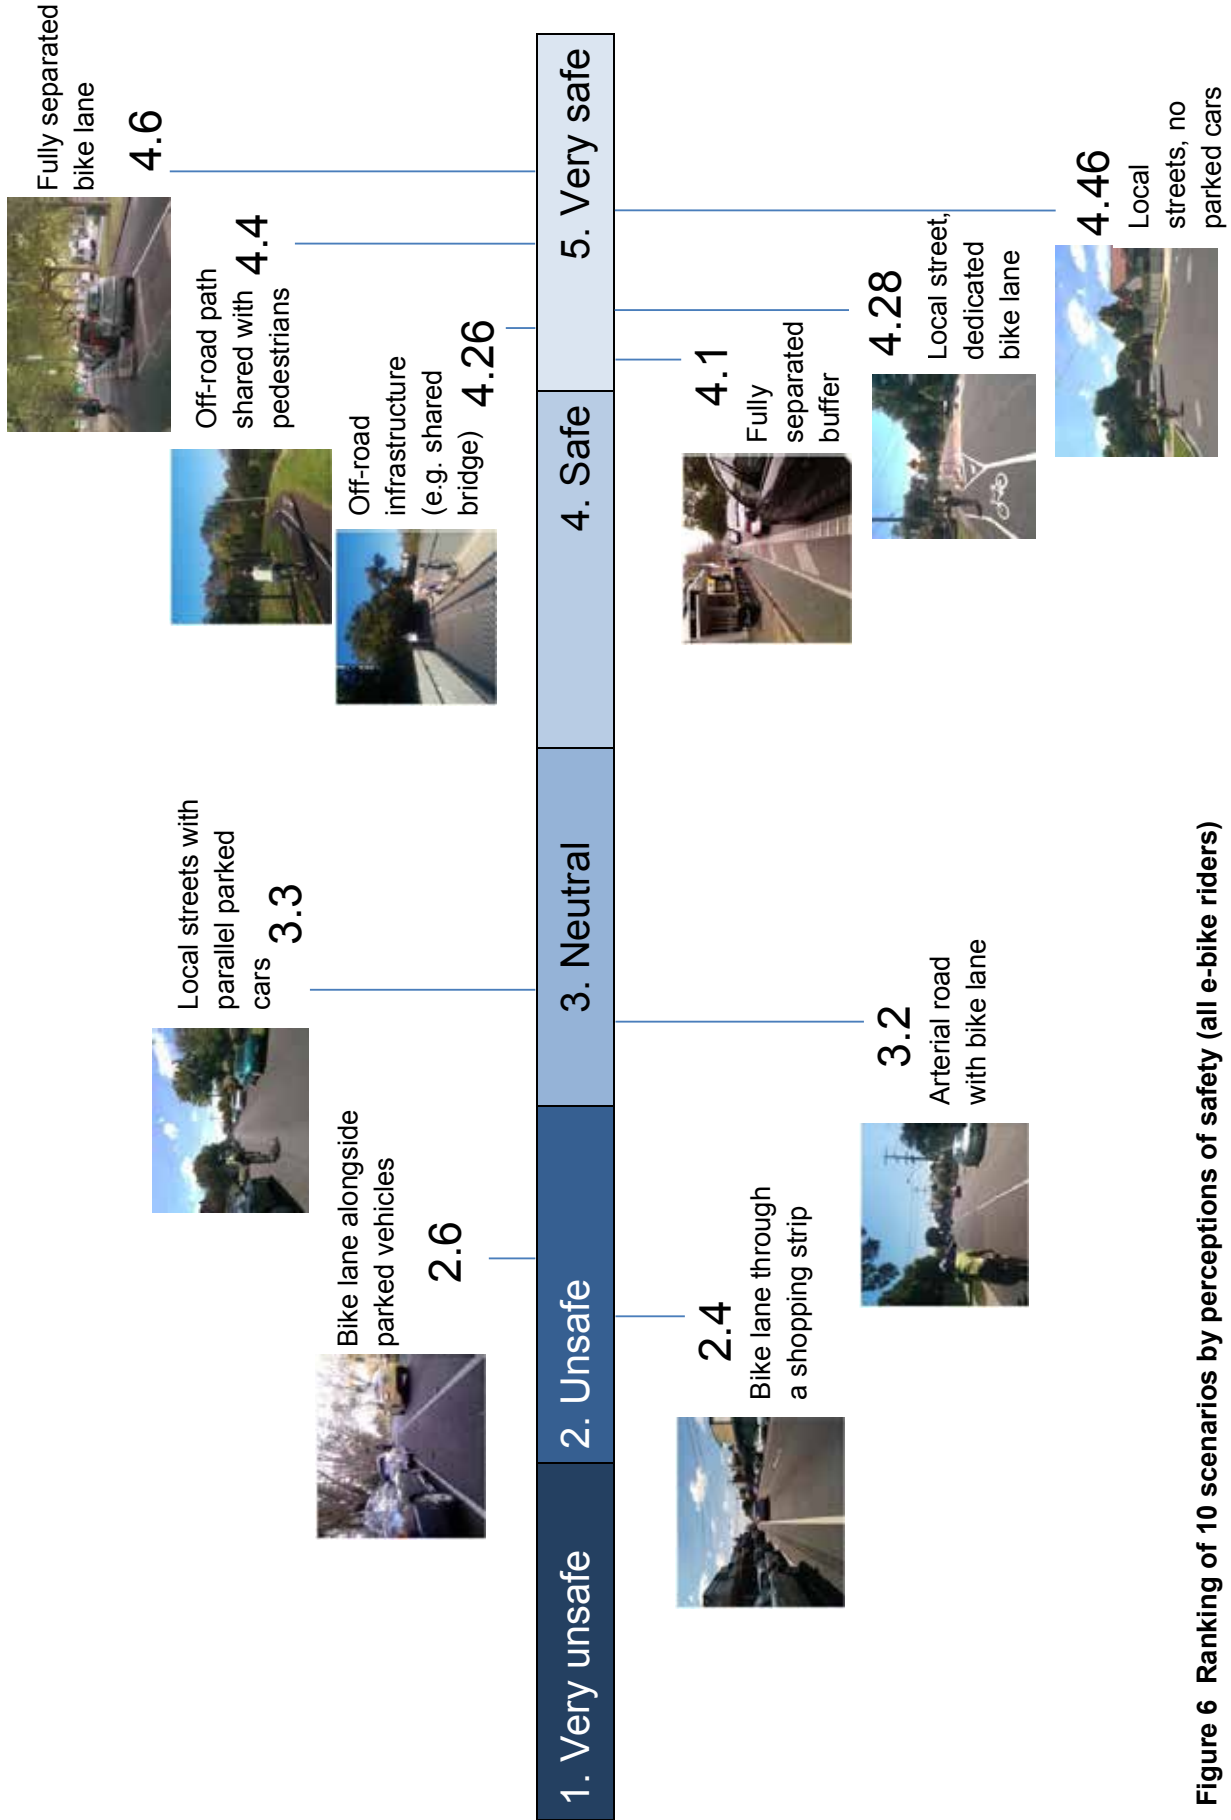 Fully separated
bike lane
4.6
Off-road path
shared with
pedestrians
4.4
Off-road
infrastructure
(e.g. shared
bridge)
4.26
Local streets with
parallel parked
cars
3.3
Bike lane alongside
parked vehicles
2.6
1. Very unsafe
2. Unsafe
3. Neutral
4. Safe
5. Very safe
2.4
Bike lane through
a shopping strip
3.2
Arterial road
with bike lane
4.1
Fully
separated
buffer
4.28
Local street,
dedicated
bike lane
4.46
Local
streets, no
parked cars
Figure 6 Ranking of 10 scenarios by perceptions of safety (all e-bike riders)